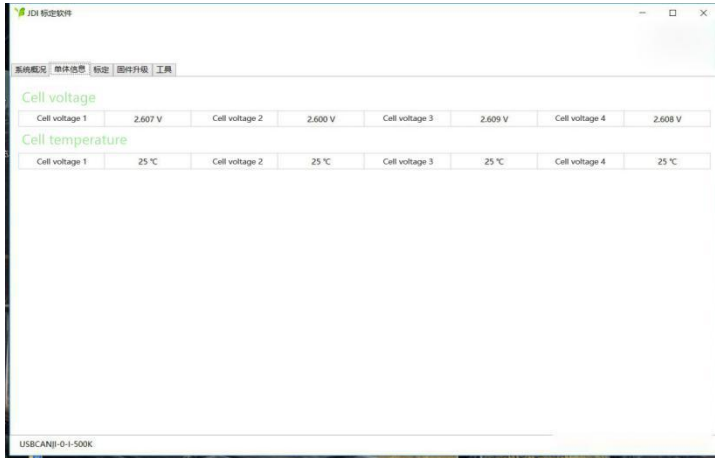 JDI 标定软件
系统概况 单体信息 标定 固件升级 工具
Cell voltage
Cell voltage 1 2.607 V Cell voltage 2 2.600 V Cell voltage 3 2.609 V Cell voltage 4 2.608 V
Cell temperature
Cell voltage 1 25 ℃ Cell voltage 2 25 ℃ Cell voltage 3 25 ℃ Cell voltage 4 25 ℃
USBCANJI-0-I-500K